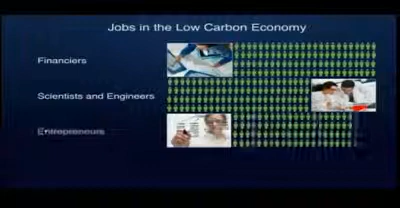 Jobs in the Low Carbon Economy
Financiers
Scientists and Engineers
Entrepreneurs